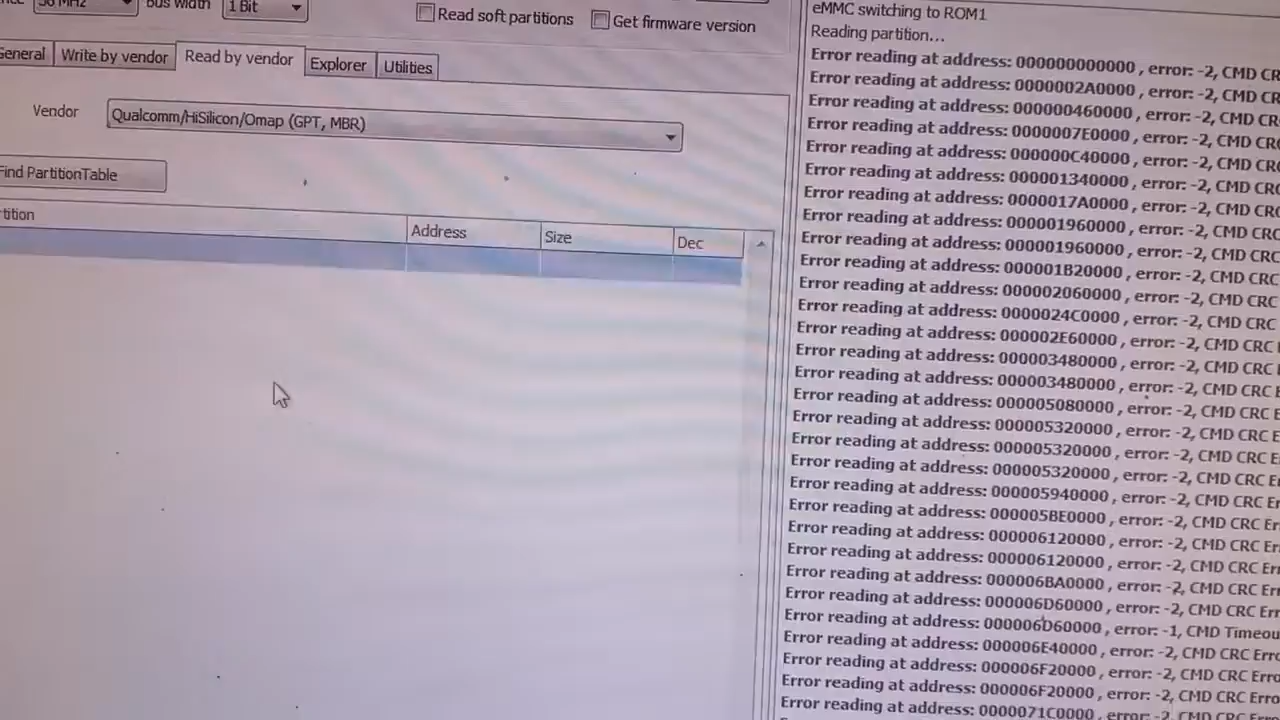 Bus Width 1 Bit
Read soft partitions Get firmware version
General Write by vendor Read by vendor Explorer Utilities
Vendor Qualcomm/HiSilicon/Omap (GPT, MBR)
Find PartitionTable
tition Address Size Dec
eMMC switching to ROM1
Reading partition...
Error reading at address: 000000000000 , error: -2, CMD CR
Error reading at address: 0000002A0000 , error: -2, CMD CR
Error reading at address: 000000460000 , error: -2, CMD CR
Error reading at address: 0000007E0000 , error: -2, CMD CR
Error reading at address: 000000C40000 , error: -2, CMD CR
Error reading at address: 000001340000 , error: -2, CMD CR
Error reading at address: 0000017A0000 , error: -2, CMD CR
Error reading at address: 000001960000 , error: -2, CMD CR
Error reading at address: 000001960000 , error: -2, CMD CRC
Error reading at address: 000001B20000 , error: -2, CMD CRC
Error reading at address: 000002060000 , error: -2, CMD CRC
Error reading at address: 0000024C0000 , error: -2, CMD CRC
Error reading at address: 000002E60000 , error: -2, CMD CRC
Error reading at address: 000003480000 , error: -2, CMD CRC
Error reading at address: 000003480000 , error: -2, CMD CRC E
Error reading at address: 000005080000 , error: -2, CMD CRC E
Error reading at address: 000005320000 , error: -2, CMD CRC E
Error reading at address: 000005320000 , error: -2, CMD CRC E
Error reading at address: 000005320000 , error: -2, CMD CRC Er
Error reading at address: 000005940000 , error: -2, CMD CRC Er
Error reading at address: 000005BE0000 , error: -2, CMD CRC Er
Error reading at address: 000006120000 , error: -2, CMD CRC Err
Error reading at address: 000006120000 , error: -2, CMD CRC Err
Error reading at address: 000006BA0000 , error: -2, CMD CRC Err
Error reading at address: 000006D60000 , error: -2, CMD CRC Err
Error reading at address: 000006D60000 , error: -1, CMD Timeou
Error reading at address: 000006E40000 , error: -2, CMD CRC Erro
Error reading at address: 000006F20000 , error: -2, CMD CRC Erro
Error reading at address: 000006F20000 , error: -2, CMD CRC Erro
Error reading at address: 0000071C0000 , error: -2, CMD CRC Erro